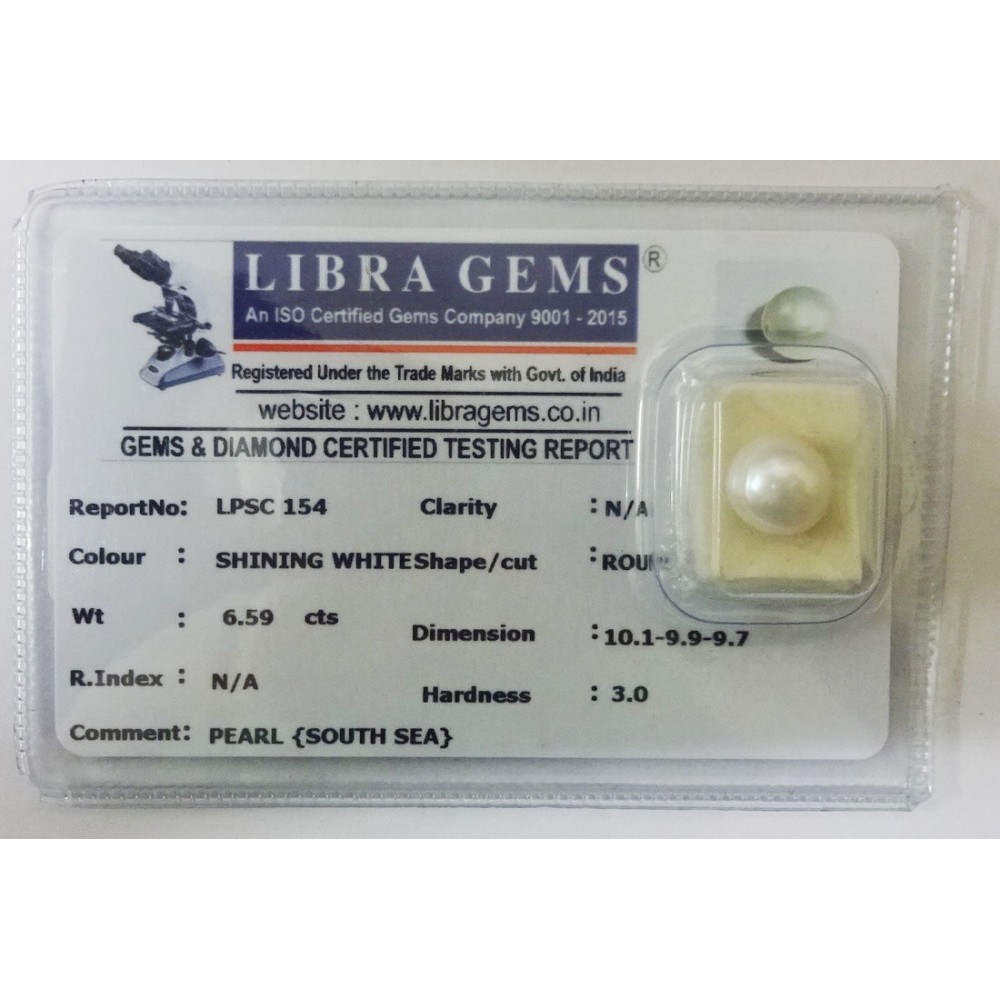 LIBRA GEMS ®
An ISO Certified Gems Company 9001 - 2015
Registered Under the Trade Marks with Govt. of India
website : www.libragems.co.in
GEMS & DIAMOND CERTIFIED TESTING REPORT
ReportNo: LPSC 154 Clarity : N/A
Colour : SHINING WHITE Shape/cut :
Wt : 6.59 cts Dimension : 10.1-9.9-9.7
R.Index : N/A Hardness : 3.0
Comment: PEARL {SOUTH SEA}